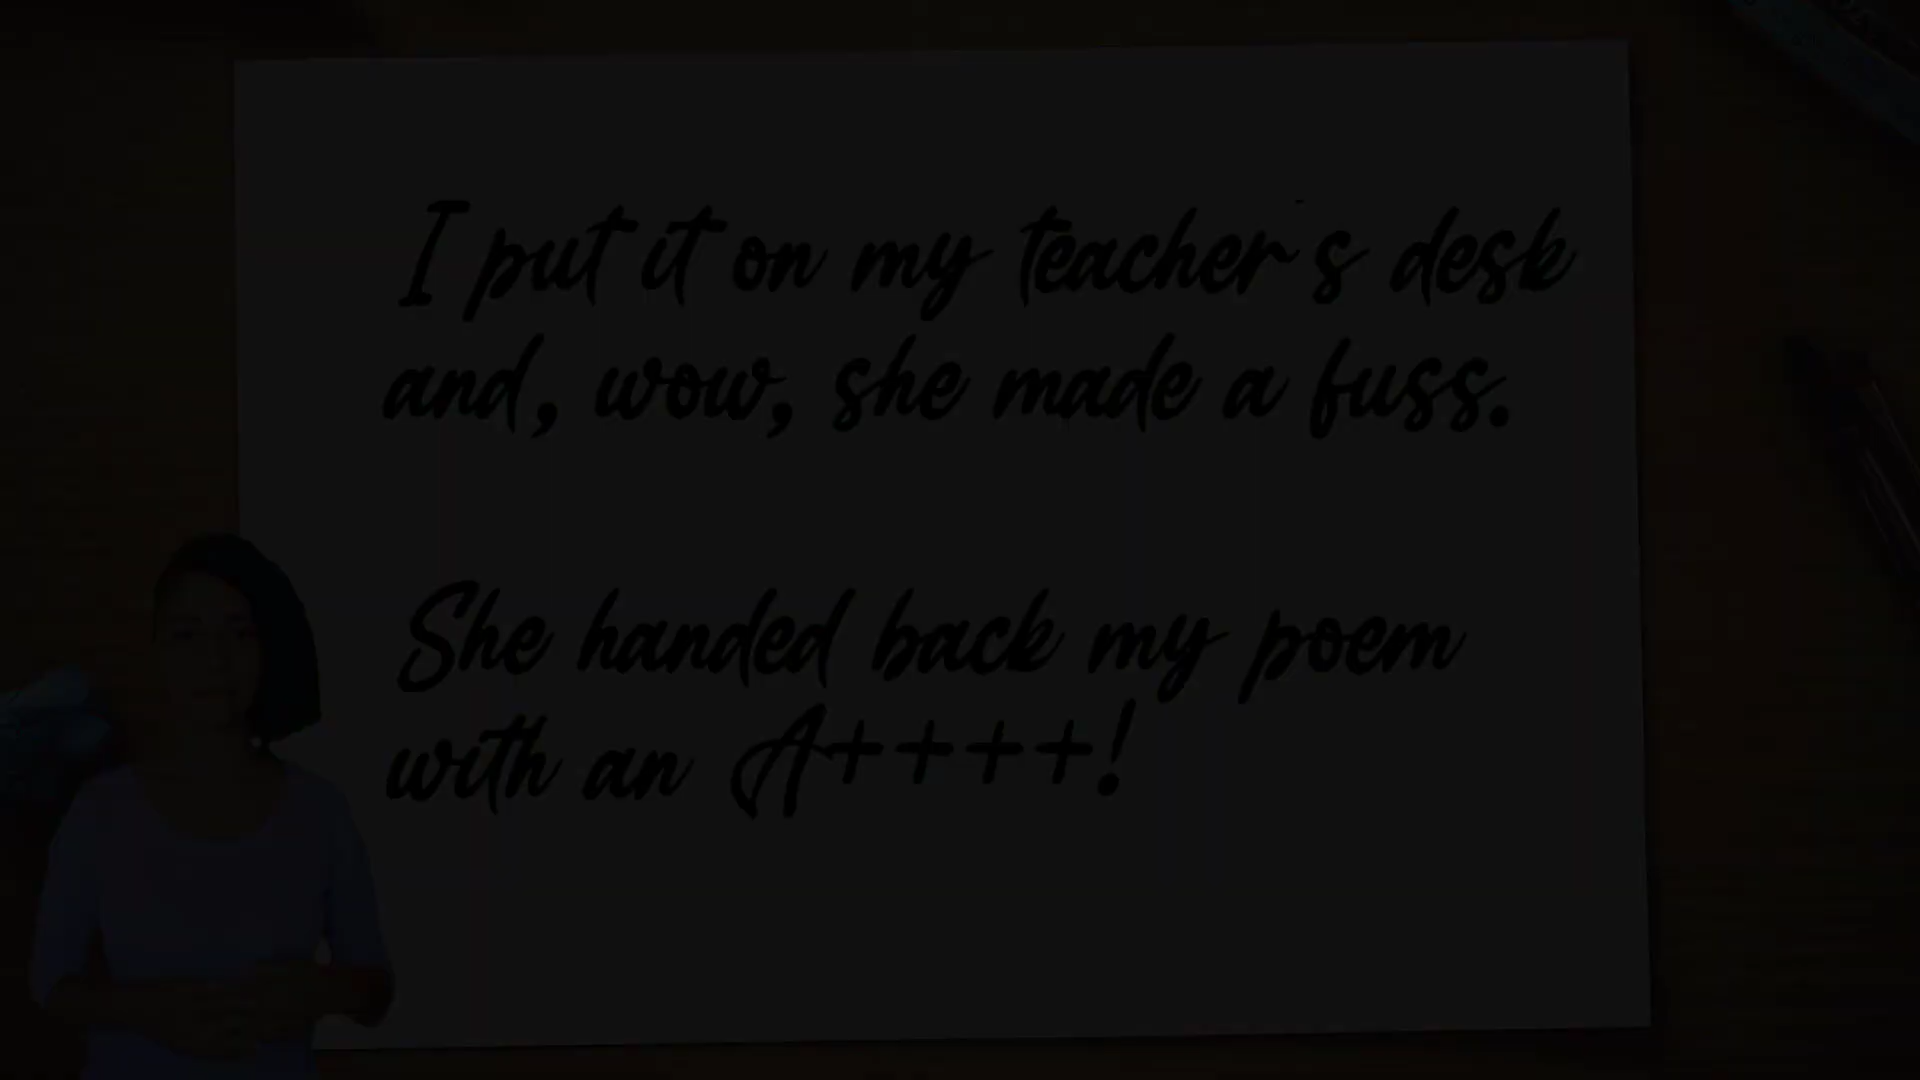 I put it on my teacher's desk
and, wow, she made a fuss.
She handed back my poem
with an A++++!